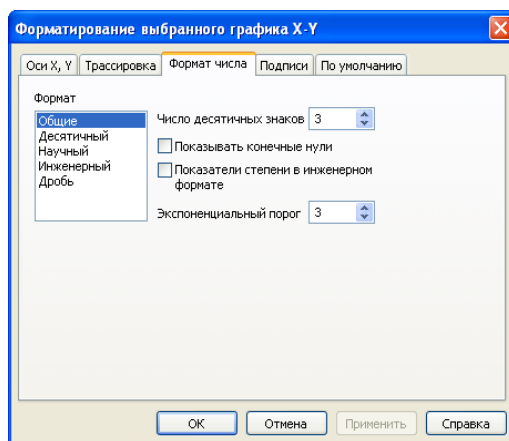 Форматирование выбранного графика X-Y
Оси X, Y Трассировка Формат числа Подписи По умолчанию
Формат
Общие
Десятичный
Научный
Инженерный
Дробь
Число десятичных знаков 3
Показывать конечные нули
Показатели степени в инженерном
формате
Экспоненциальный порог 3
ОК Отмена Применить Справка